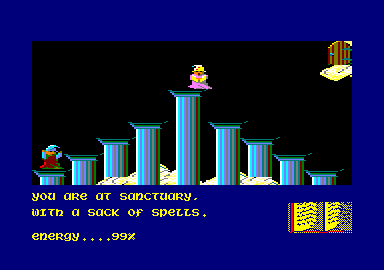 you are at sanctuary,
with a sack of spells.
energy....99%